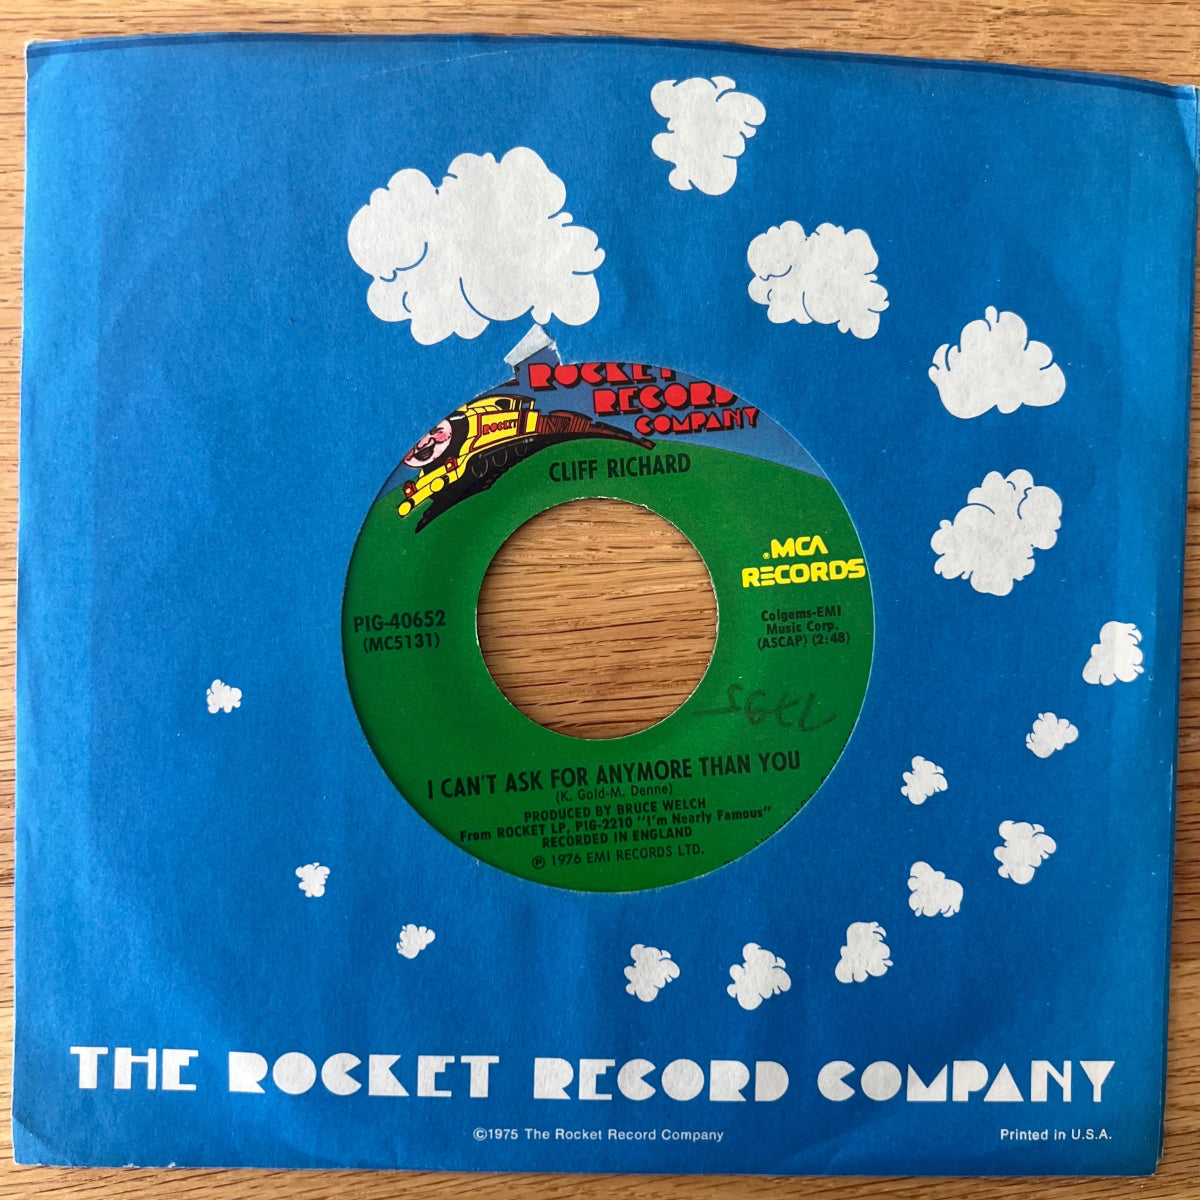 ROCKET
RECORD
COMPANY
ROCKET
CLIFF RICHARD
®MCA
RECORDS
PIG-40652
(MC5131)
Colgems-EMI
Music Corp.
(ASCAP) (2:48)
I CAN'T ASK FOR ANYMORE THAN YOU
(K. Gold-M. Denne)
PRODUCED BY BRUCE WELCH
From ROCKET LP, PIG-2210 "I'm Nearly Famous"
RECORDED IN ENGLAND
℗ 1976 EMI RECORDS LTD.
THE ROCKET RECORD COMPANY
©1975 The Rocket Record Company
Printed in U.S.A.